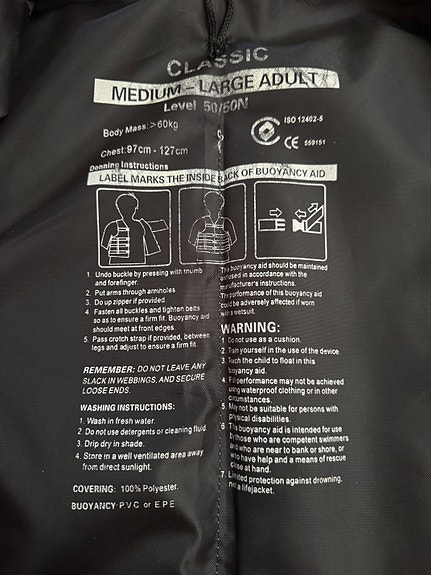 CLASSIC
MEDIUM - LARGE ADULT
Level 50/50N
Body Mass: >60kg
Chest: 97cm - 127cm
ISO 12402-5
CE 559151
Donning Instructions
LABEL MARKS THE INSIDE BACK OF BUOYANCY AID
1. Undo buckle by pressing with thumb
and forefinger.
2. Put arms through armholes
3. Do up zipper if provided.
4. Fasten all buckles and tighten belts
so as to ensure a firm fit. Buoyancy aid
should meet at front edges.
5. Pass crotch strap if provided, between
legs and adjust to ensure a firm fit.
REMEMBER: DO NOT LEAVE ANY
SLACK IN WEBBINGS, AND SECURE
LOOSE ENDS.
WASHING INSTRUCTIONS:
1. Wash in fresh water.
2. Do not use detergents or cleaning fluid.
3. Drip dry in shade.
4. Store in a well ventilated area away
from direct sunlight.
COVERING: 100% Polyester.
BUOYANCY: PVC or EPE
This buoyancy aid should be maintained
and used in accordance with the
manufacturer's instructions.
The performance of this buoyancy aid
could be adversely affected if worn
with a wetsuit.
WARNING:
1. Do not use as a cushion.
2. Train yourself in the use of the device.
3. Teach the child to float in this
buoyancy aid.
4. Full performance may not be achieved
using waterproof clothing or in other
circumstances.
5. May not be suitable for persons with
physical disabilities.
6. This buoyancy aid is intended for use
by those who are competent swimmers
and who are near to bank or shore, or
who have help and a means of rescue
close at hand.
7. Limited protection against drowning,
not a lifejacket.